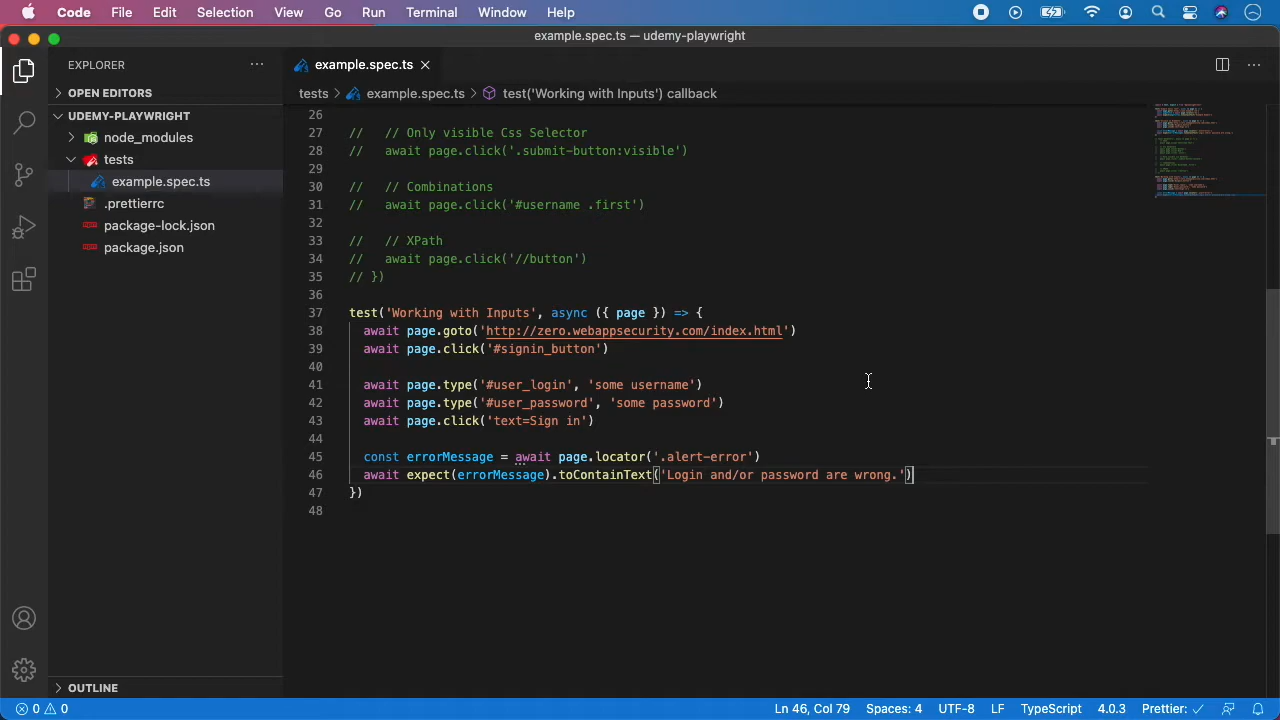 Code File Edit Selection View Go Run Terminal Window Help
example.spec.ts — udemy-playwright
EXPLORER
example.spec.ts
OPEN EDITORS
tests example.spec.ts test('Working with Inputs') callback
UDEMY-PLAYWRIGHT
node_modules
tests
example.spec.ts
.prettierrc
package-lock.json
package.json
OUTLINE
26
27 // // Only visible Css Selector
28 // await page.click('.submit-button:visible')
29
30 // // Combinations
31 // await page.click('#username .first')
32
33 // // XPath
34 // await page.click('//button')
35 // })
36
37 test('Working with Inputs', async ({ page }) => {
38 await page.goto('http://zero.webappsecurity.com/index.html')
39 await page.click('#signin_button')
40
41 await page.type('#user_login', 'some username')
42 await page.type('#user_password', 'some password')
43 await page.click('text=Sign in')
44
45 const errorMessage = await page.locator('.alert-error')
46 await expect(errorMessage).toContainText('Login and/or password are wrong.')
47 })
48
0 0 Ln 46, Col 79 Spaces: 4 UTF-8 LF TypeScript 4.0.3 Prettier: